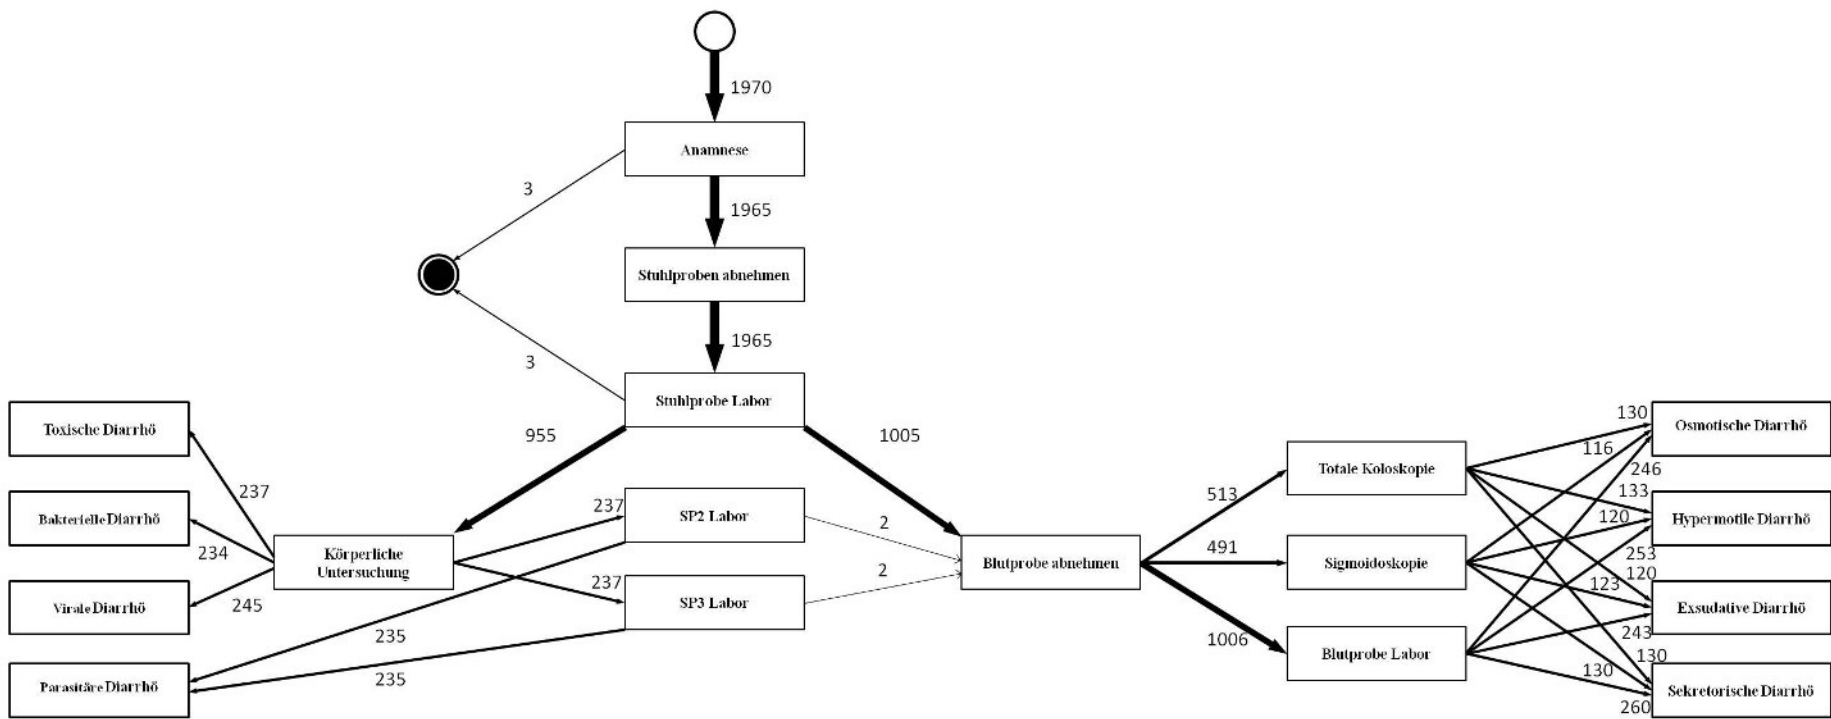 1970
Anamnese
3
1965
Stuhlproben abnehmen
1965
3
Stuhlprobe Labor
955
1005
Toxische Diarrhö
237
Bakterielle Diarrhö
234
Virale Diarrhö
245
Parasitäre Diarrhö
Körperliche
Untersuchung
237
SP2 Labor
2
237
SP3 Labor
2
235
235
Blutprobe abnehmen
513
491
1006
Totale Koloskopie
Sigmoidoskopie
Blutprobe Labor
130
116
246
133
120
253
120
123
243
130
130
260
Osmotische Diarrhö
Hypermotile Diarrhö
Exsudative Diarrhö
Sekretorische Diarrhö